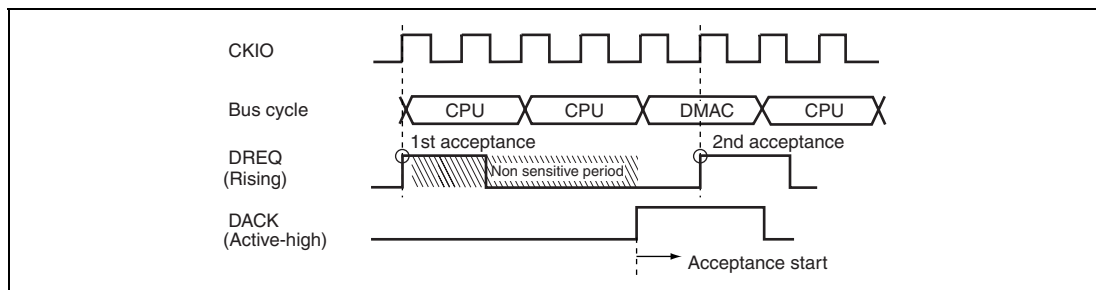 CKIO
Bus cycle
CPU CPU DMAC CPU
1st acceptance 2nd acceptance
DREQ
(Rising)
Non sensitive period
DACK
(Active-high)
Acceptance start